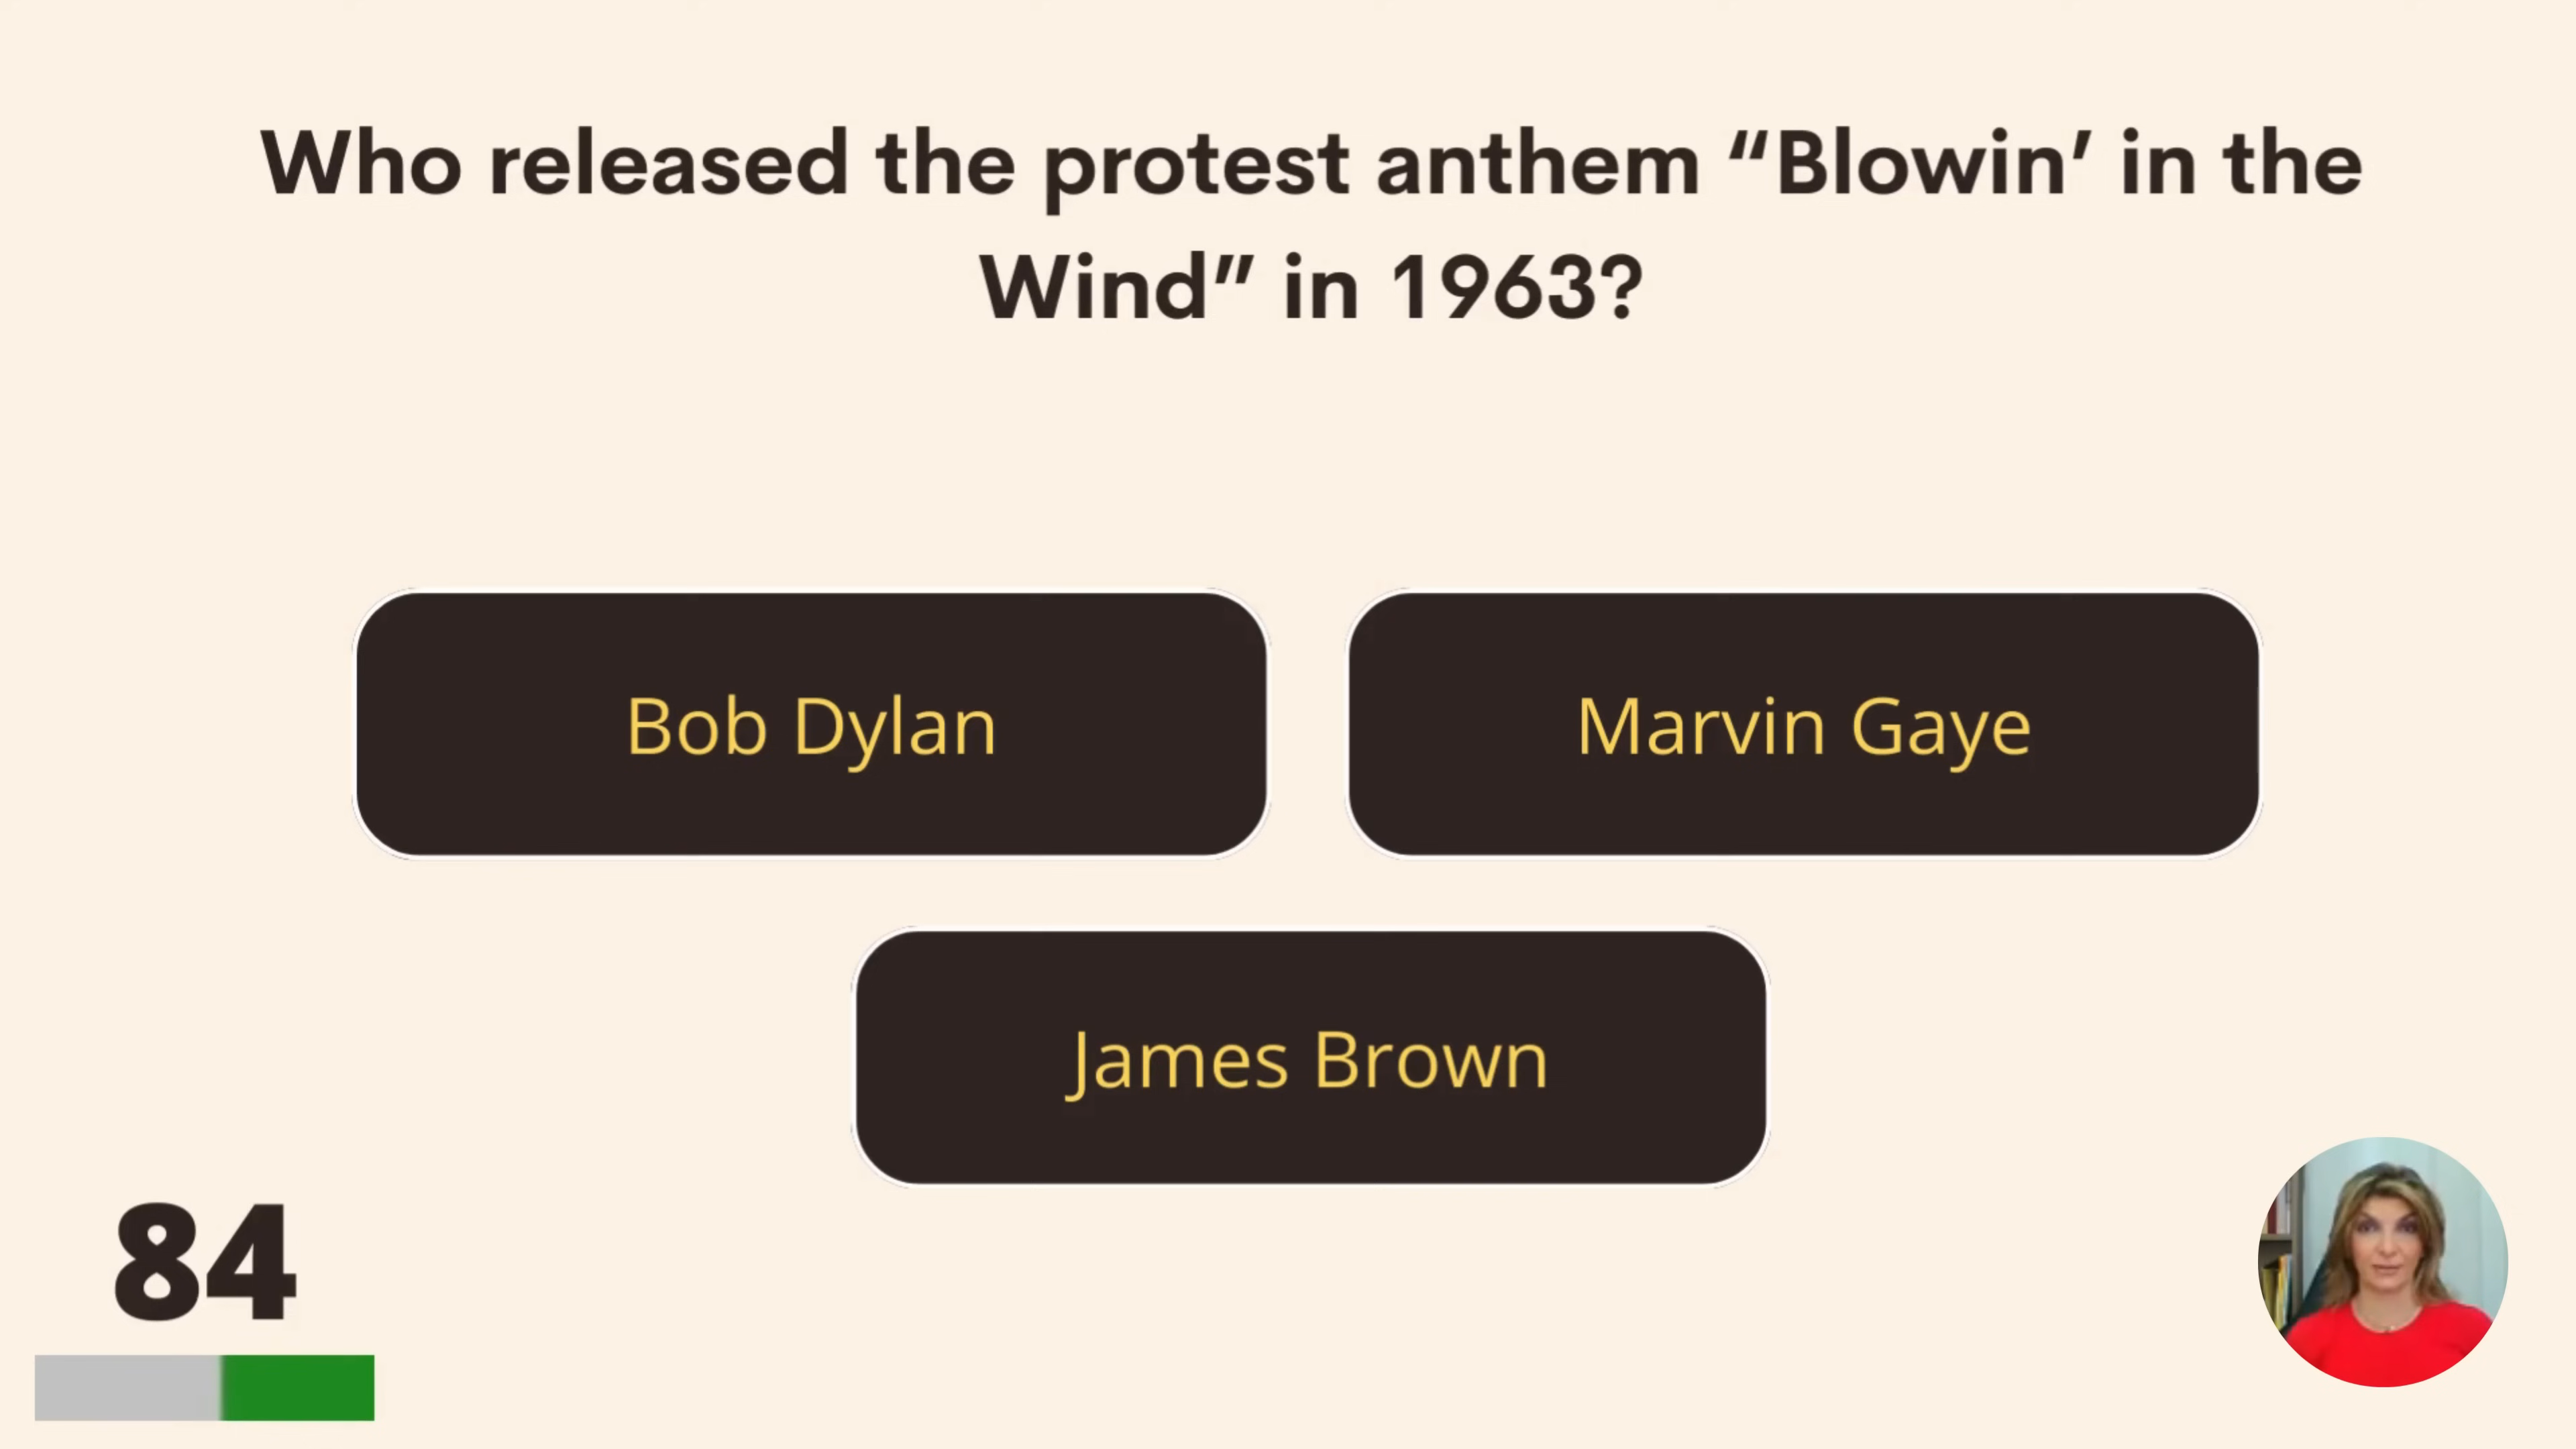 Who released the protest anthem “Blowin’ in the
Wind” in 1963?
Bob Dylan
Marvin Gaye
James Brown
84